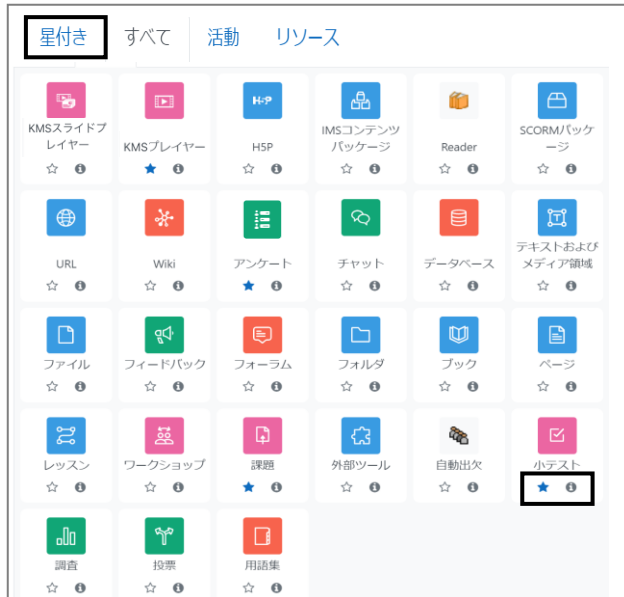 星付き すべて 活動 リソース
KMSスライドプ
レイヤー
KMSプレイヤー
H5P
H5P
IMSコンテンツ
パッケージ
Reader
SCORMパッケ
ージ
URL
Wiki
アンケート
チャット
データベース
テキストおよび
メディア領域
ファイル
フィードバック
フォーラム
フォルダ
ブック
ページ
レッスン
ワークショップ
課題
外部ツール
自動出欠
小テスト
調査
投票
用語集